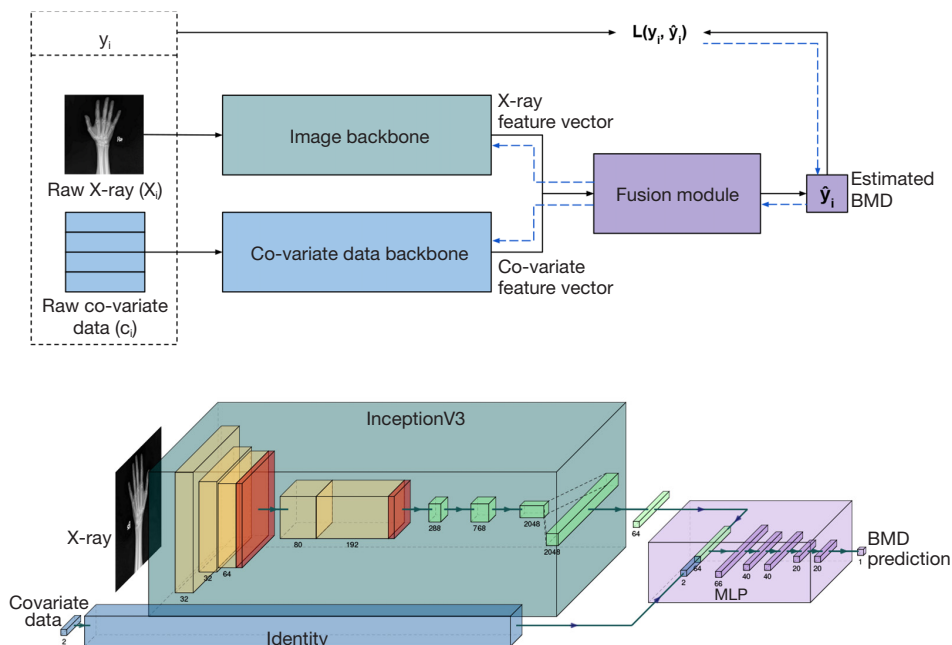 yi
L(yi, ŷi)
X-ray
feature vector
Image backbone
Raw X-ray (Xi)
Fusion module
ŷi
Estimated
BMD
Co-variate data backbone
Co-variate
feature vector
Raw co-variate
data (ci)
InceptionV3
X-ray
32
32
64
80
192
288
768
2048
2048
64
2
64
66
40
40
20
20
1
MLP
BMD
prediction
Covariate
data
2
Identity